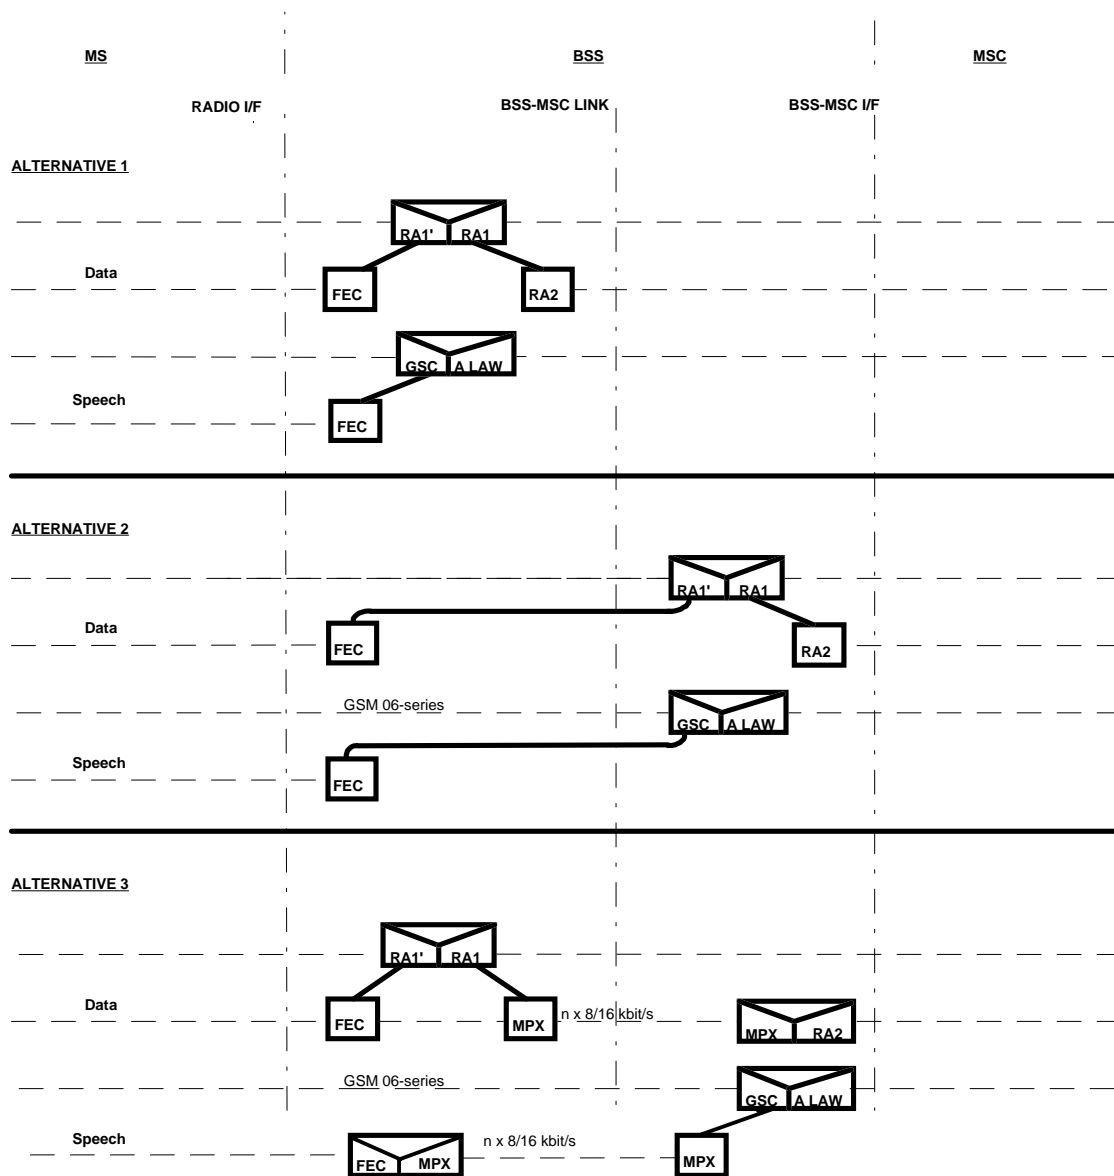 MS BSS MSC
RADIO I/F BSS-MSC LINK BSS-MSC I/F
ALTERNATIVE 1
RA1' RA1
Data
FEC RA2
GSC A LAW
Speech
FEC
ALTERNATIVE 2
RA1' RA1
Data
FEC RA2
GSM 06-series
GSC A LAW
Speech
FEC
ALTERNATIVE 3
RA1' RA1
Data
FEC MPX n x 8/16 kbit/s MPX RA2
GSM 06-series
GSC A LAW
Speech
FEC MPX n x 8/16 kbit/s MPX